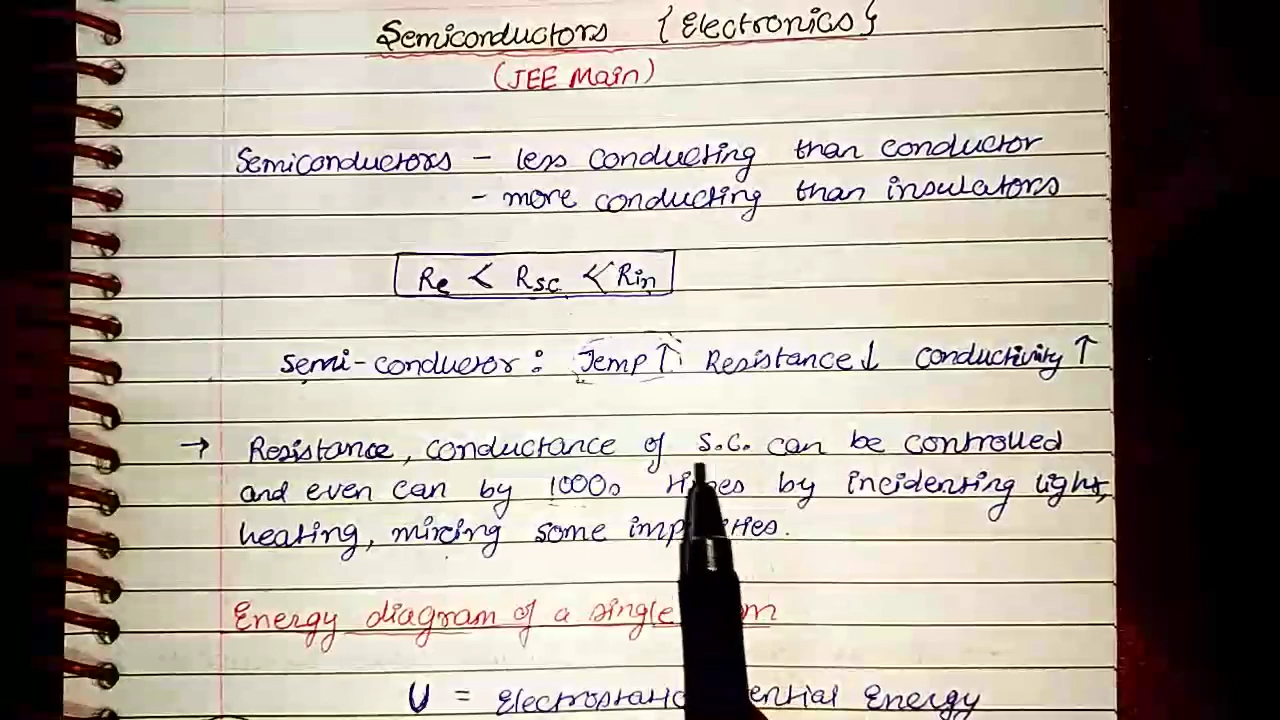 Semiconductors {Electronics}
(JEE Main)
Semiconductors - less conducting than conductor
- more conducting than insulators
Rc < Rsc < Rin
Semi-conductor : Temp ↑ Resistance ↓ conductivity ↑
→ Resistance, conductance of S.C. can be controlled
and even can by 1000s by incidenting light,
heating, mixing some
Energy diagram of a single
U = Energy